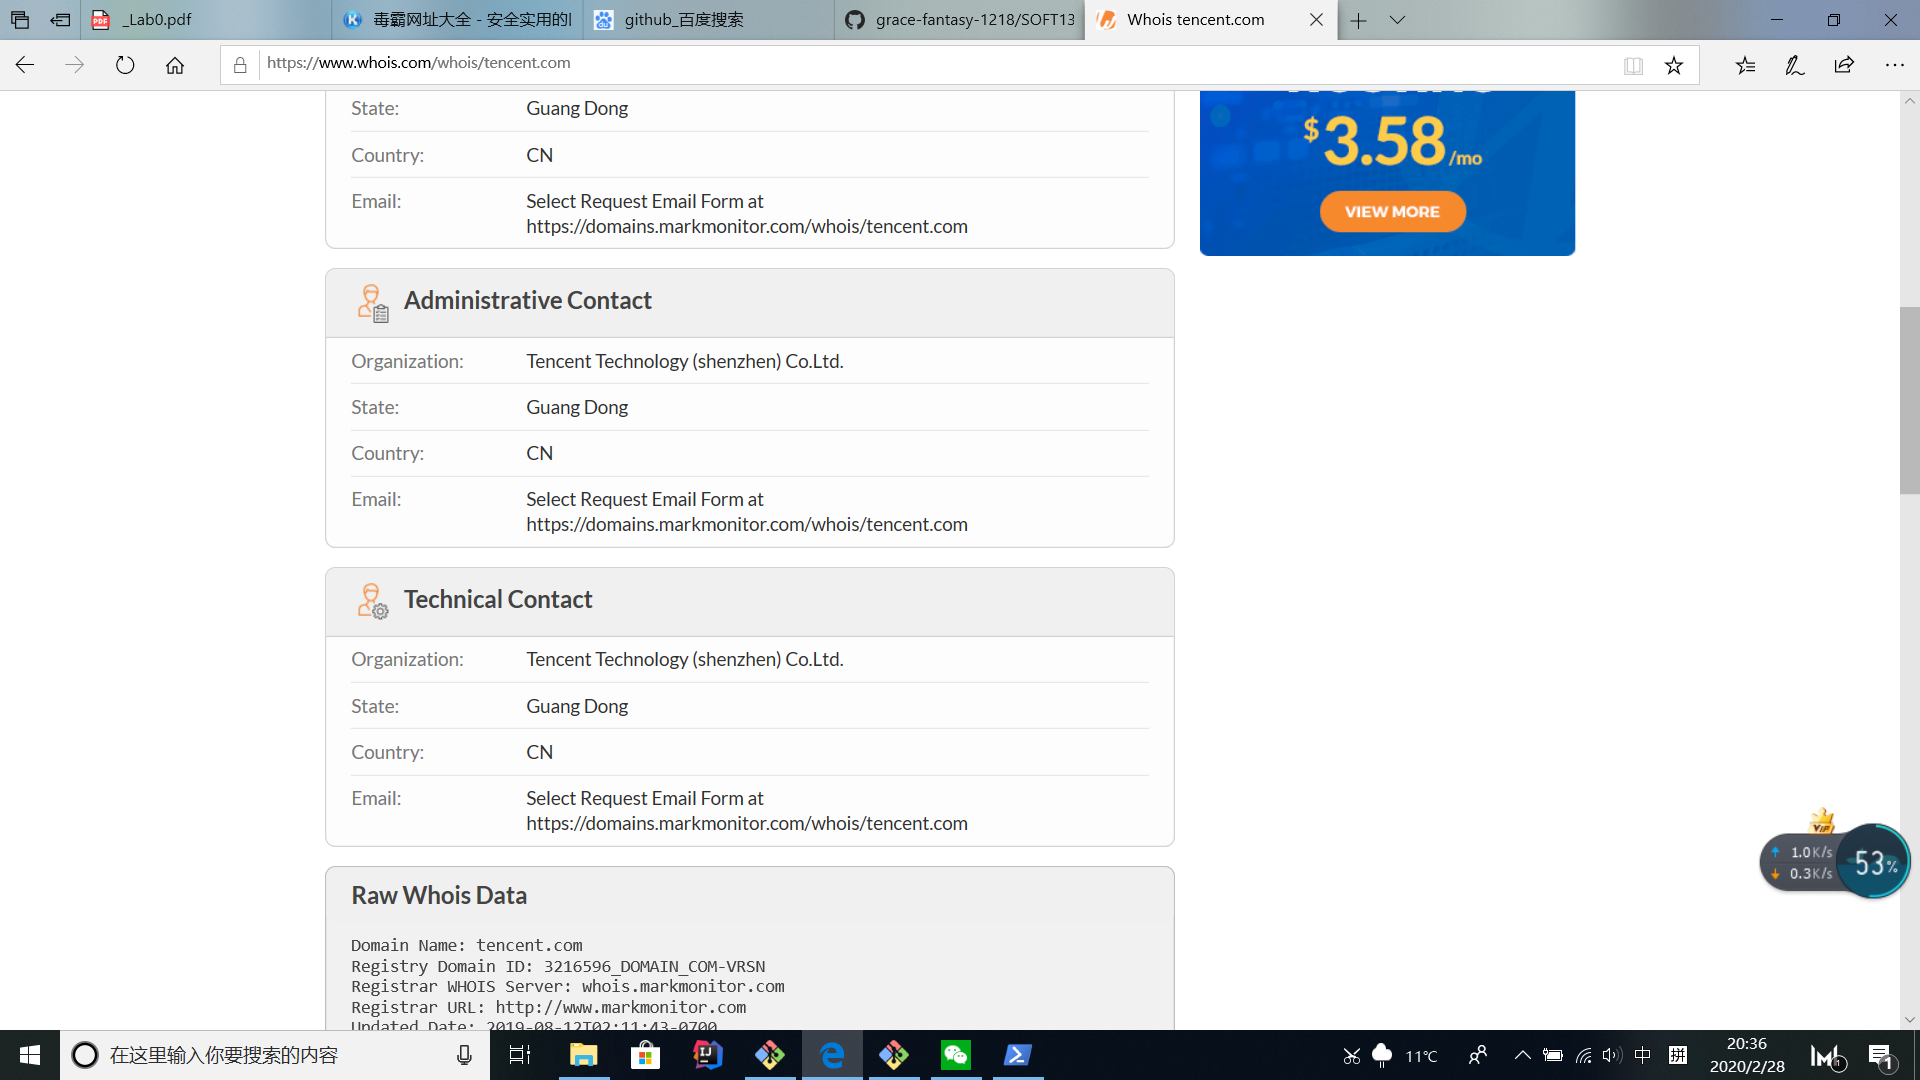 _Lab0.pdf
毒霸网址大全 - 安全实用的
github_百度搜索
grace-fantasy-1218/SOFT13
Whois tencent.com
https://www.whois.com/whois/tencent.com
State: Guang Dong
Country: CN
Email: Select Request Email Form at
https://domains.markmonitor.com/whois/tencent.com
$3.58/mo
VIEW MORE
Administrative Contact
Organization: Tencent Technology (shenzhen) Co.Ltd.
State: Guang Dong
Country: CN
Email: Select Request Email Form at
https://domains.markmonitor.com/whois/tencent.com
Technical Contact
Organization: Tencent Technology (shenzhen) Co.Ltd.
State: Guang Dong
Country: CN
Email: Select Request Email Form at
https://domains.markmonitor.com/whois/tencent.com
VIP
1.0K/s
0.3K/s
53%
Raw Whois Data
Domain Name: tencent.com
Registry Domain ID: 3216596_DOMAIN_COM-VRSN
Registrar WHOIS Server: whois.markmonitor.com
Registrar URL: http://www.markmonitor.com
Updated Date: 2019-08-12T02:11:43-0700
在这里输入你要搜索的内容
11°C
中
拼
20:36
2020/2/28
1